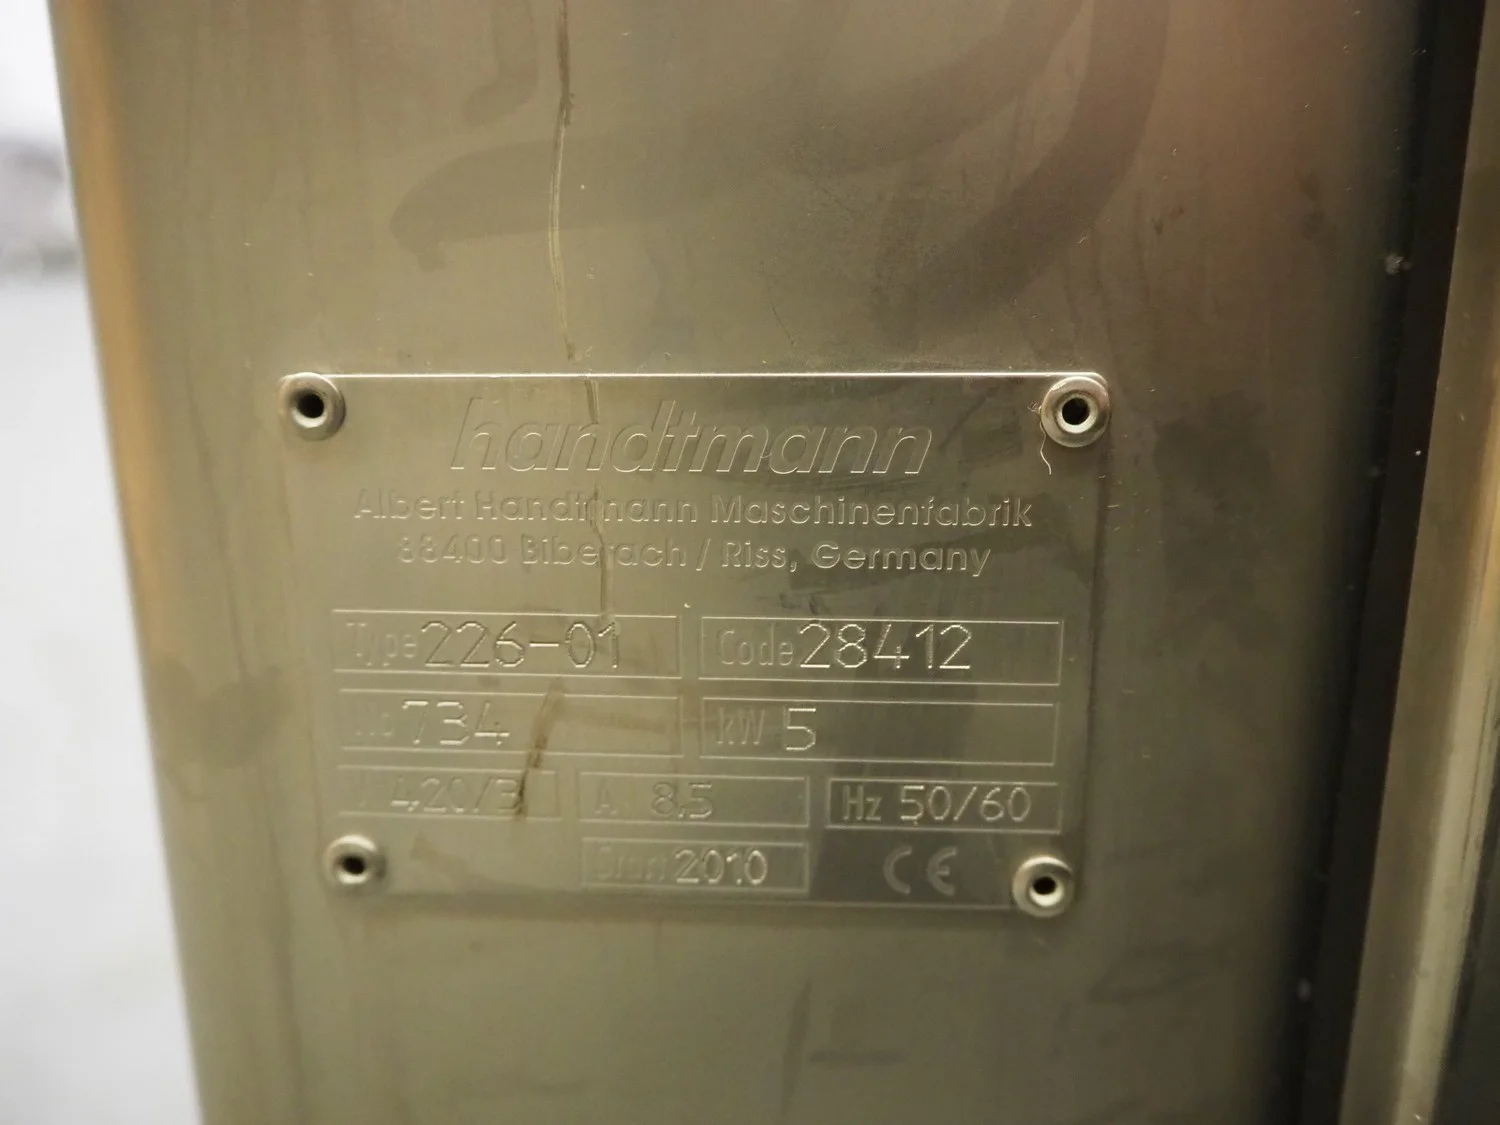 handtmann
Albert Handtmann Maschinenfabrik
88400 Biberach / Riss, Germany
Type 226-01 Code 28412
No 734 kW 5
V 420/3 A 8,5 Hz 50/60
2010 CE